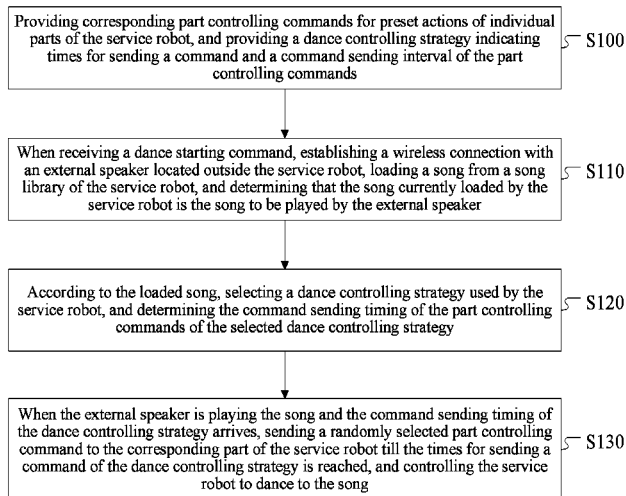 Providing corresponding part controlling commands for preset actions of individual
parts of the service robot, and providing a dance controlling strategy indicating
times for sending a command and a command sending interval of the part
controlling commands
S100
When receiving a dance starting command, establishing a wireless connection with
an external speaker located outside the service robot, loading a song from a song
library of the service robot, and determining that the song currently loaded by the
service robot is the song to be played by the external speaker
S110
According to the loaded song, selecting a dance controlling strategy used by the
service robot, and determining the command sending timing of the part controlling
commands of the selected dance controlling strategy
S120
When the external speaker is playing the song and the command sending timing of
the dance controlling strategy arrives, sending a randomly selected part controlling
command to the corresponding part of the service robot till the times for sending a
command of the dance controlling strategy is reached, and controlling the service
robot to dance to the song
S130